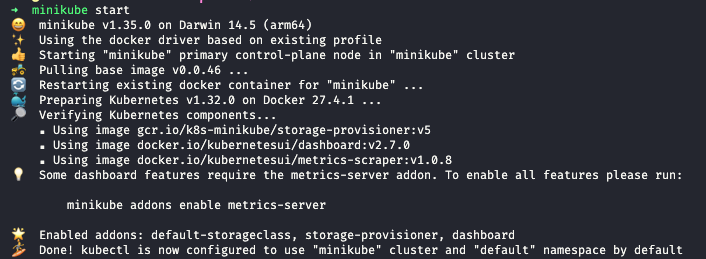 → minikube start
😄 minikube v1.35.0 on Darwin 14.5 (arm64)
✨ Using the docker driver based on existing profile
👍 Starting "minikube" primary control-plane node in "minikube" cluster
🚜 Pulling base image v0.0.46 ...
🔄 Restarting existing docker container for "minikube" ...
🐳 Preparing Kubernetes v1.32.0 on Docker 27.4.1 ...
🔎 Verifying Kubernetes components...
▪ Using image gcr.io/k8s-minikube/storage-provisioner:v5
▪ Using image docker.io/kubernetesui/dashboard:v2.7.0
▪ Using image docker.io/kubernetesui/metrics-scraper:v1.0.8
💡 Some dashboard features require the metrics-server addon. To enable all features please run:
minikube addons enable metrics-server
🌟 Enabled addons: default-storageclass, storage-provisioner, dashboard
🏄 Done! kubectl is now configured to use "minikube" cluster and "default" namespace by default